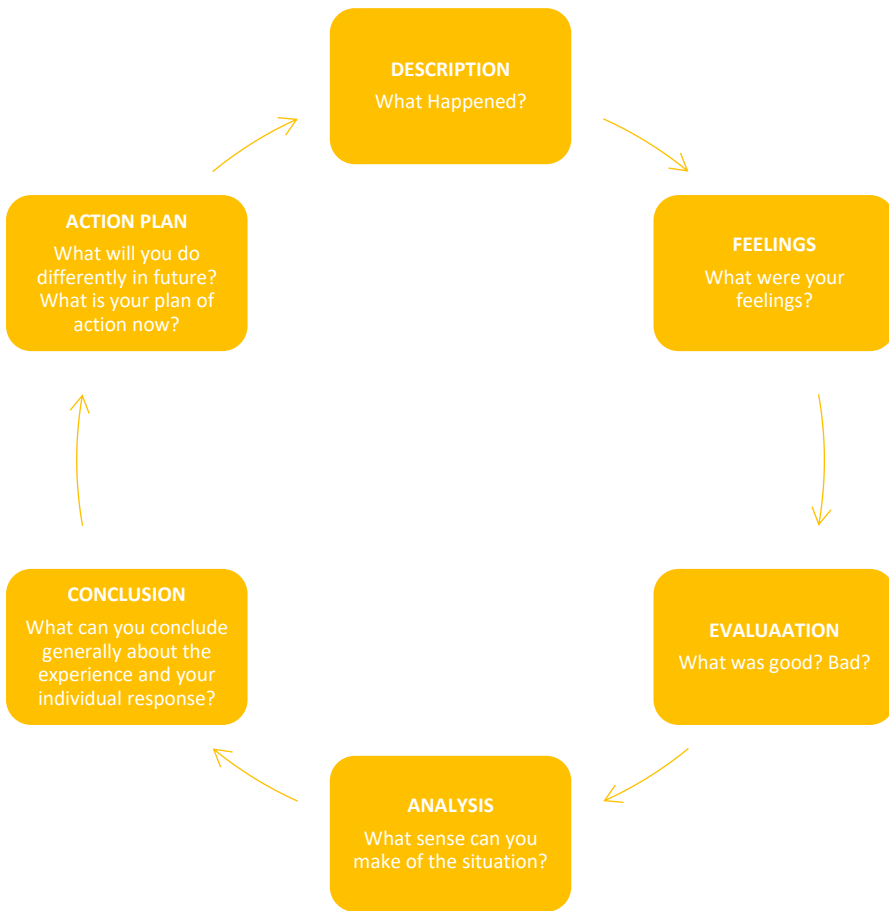 DESCRIPTION
What Happened?
FEELINGS
What were your
feelings?
EVALUAATION
What was good? Bad?
ANALYSIS
What sense can you
make of the situation?
CONCLUSION
What can you conclude
generally about the
experience and your
individual response?
ACTION PLAN
What will you do
differently in future?
What is your plan of
action now?